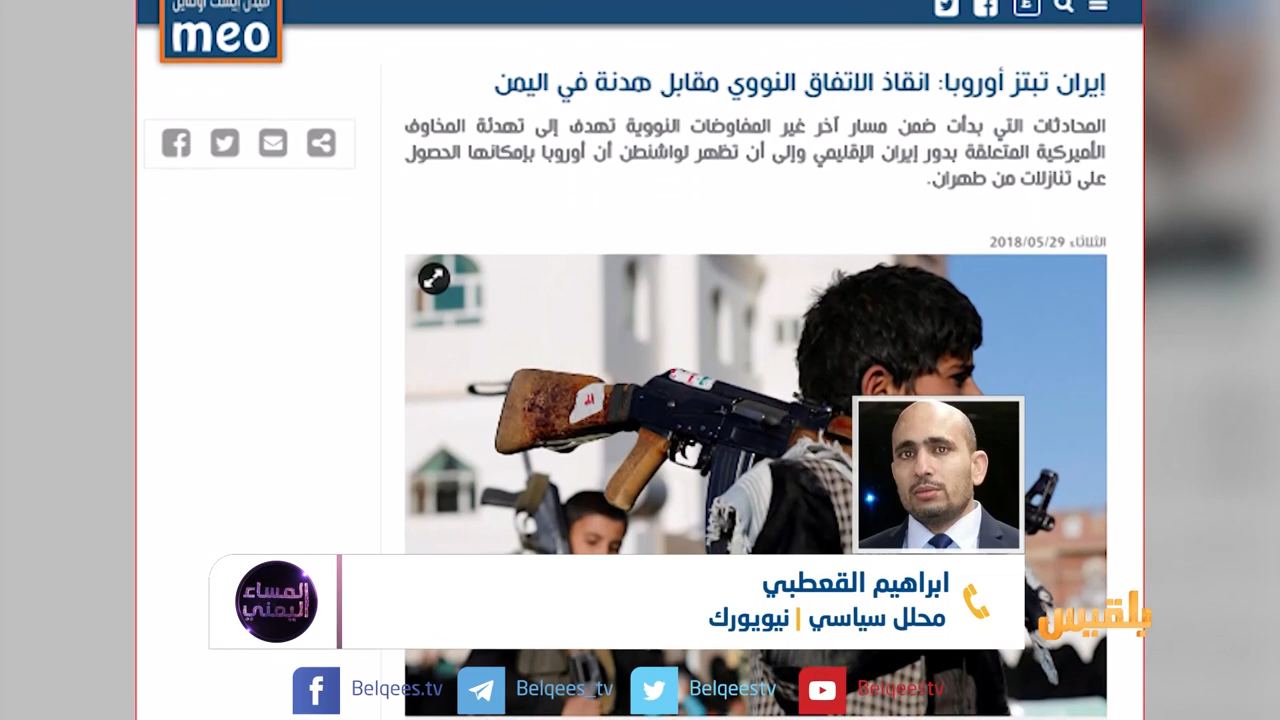 ميدل إيست أونلاين
meo
E
إيران تبتز أوروبا: انقاذ الاتفاق النووي مقابل هدنة في اليمن
المحادثات التي بدأت ضمن مسار آخر غير المفاوضات النووية تهدف إلى تهدئة المخاوف
الأميركية المتعلقة بدور إيران الإقليمي وإلى أن تظهر لواشنطن أن أوروبا بإمكانها الحصول
على تنازلات من طهران.
الثلاثاء 2018/05/29
ابراهيم القعطبي
محلل سياسي | نيويورك
المساء
اليمني
بلقيس
Belqees.tv
Belqees_tv
Belqeestv
Belqeestv